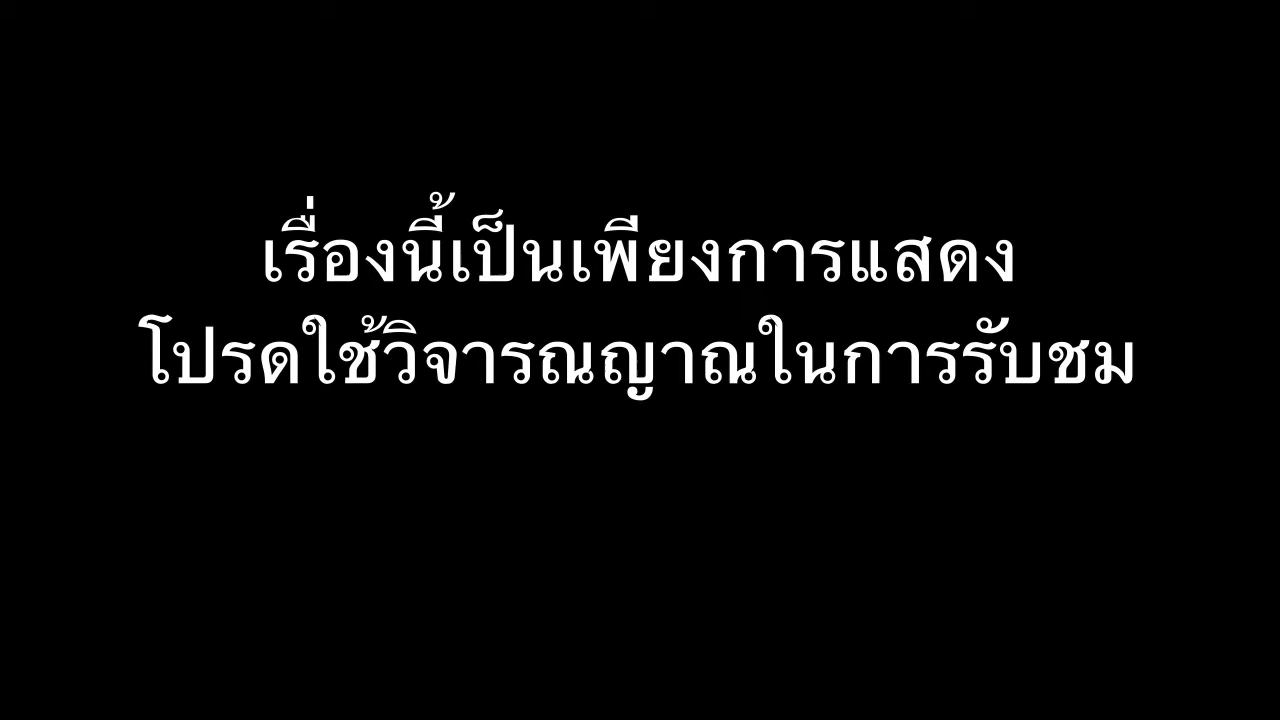 เรื่องนี้เป็นเพียงการแสดง
โปรดใช้วิจารณญาณในการรับชม